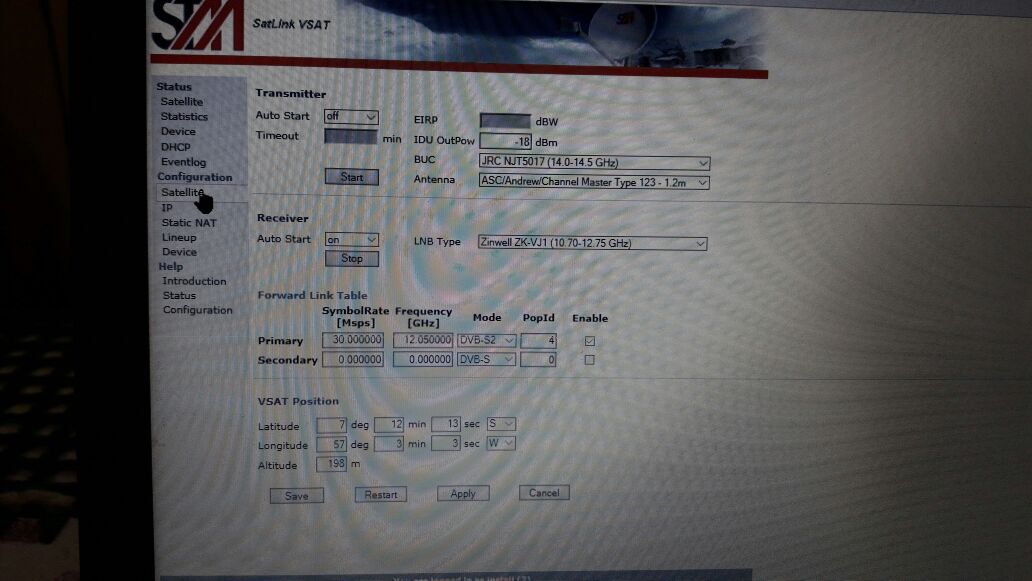 STM
SatLink VSAT
Status
Satellite
Statistics
Device
DHCP
Eventlog
Configuration
Satellite
IP
Static NAT
Lineup
Device
Help
Introduction
Status
Configuration
Transmitter
Auto Start off EIRP dBW
Timeout min IDU OutPow -18 dBm
BUC JRC NJT5017 (14.0-14.5 GHz)
Start Antenna ASC/Andrew/Channel Master Type 123 - 1.2m
Receiver
Auto Start on LNB Type Zinwell ZK-VJ1 (10.70-12.75 GHz)
Stop
Forward Link Table
SymbolRate Frequency Mode PopId Enable
[Msps] [GHz]
Primary 30.000000 12.050000 DVB-S2 4
Secondary 0.000000 0.000000 DVB-S 0
VSAT Position
Latitude 7 deg 12 min 13 sec S
Longitude 57 deg 3 min 3 sec W
Altitude 198 m
Save Restart Apply Cancel